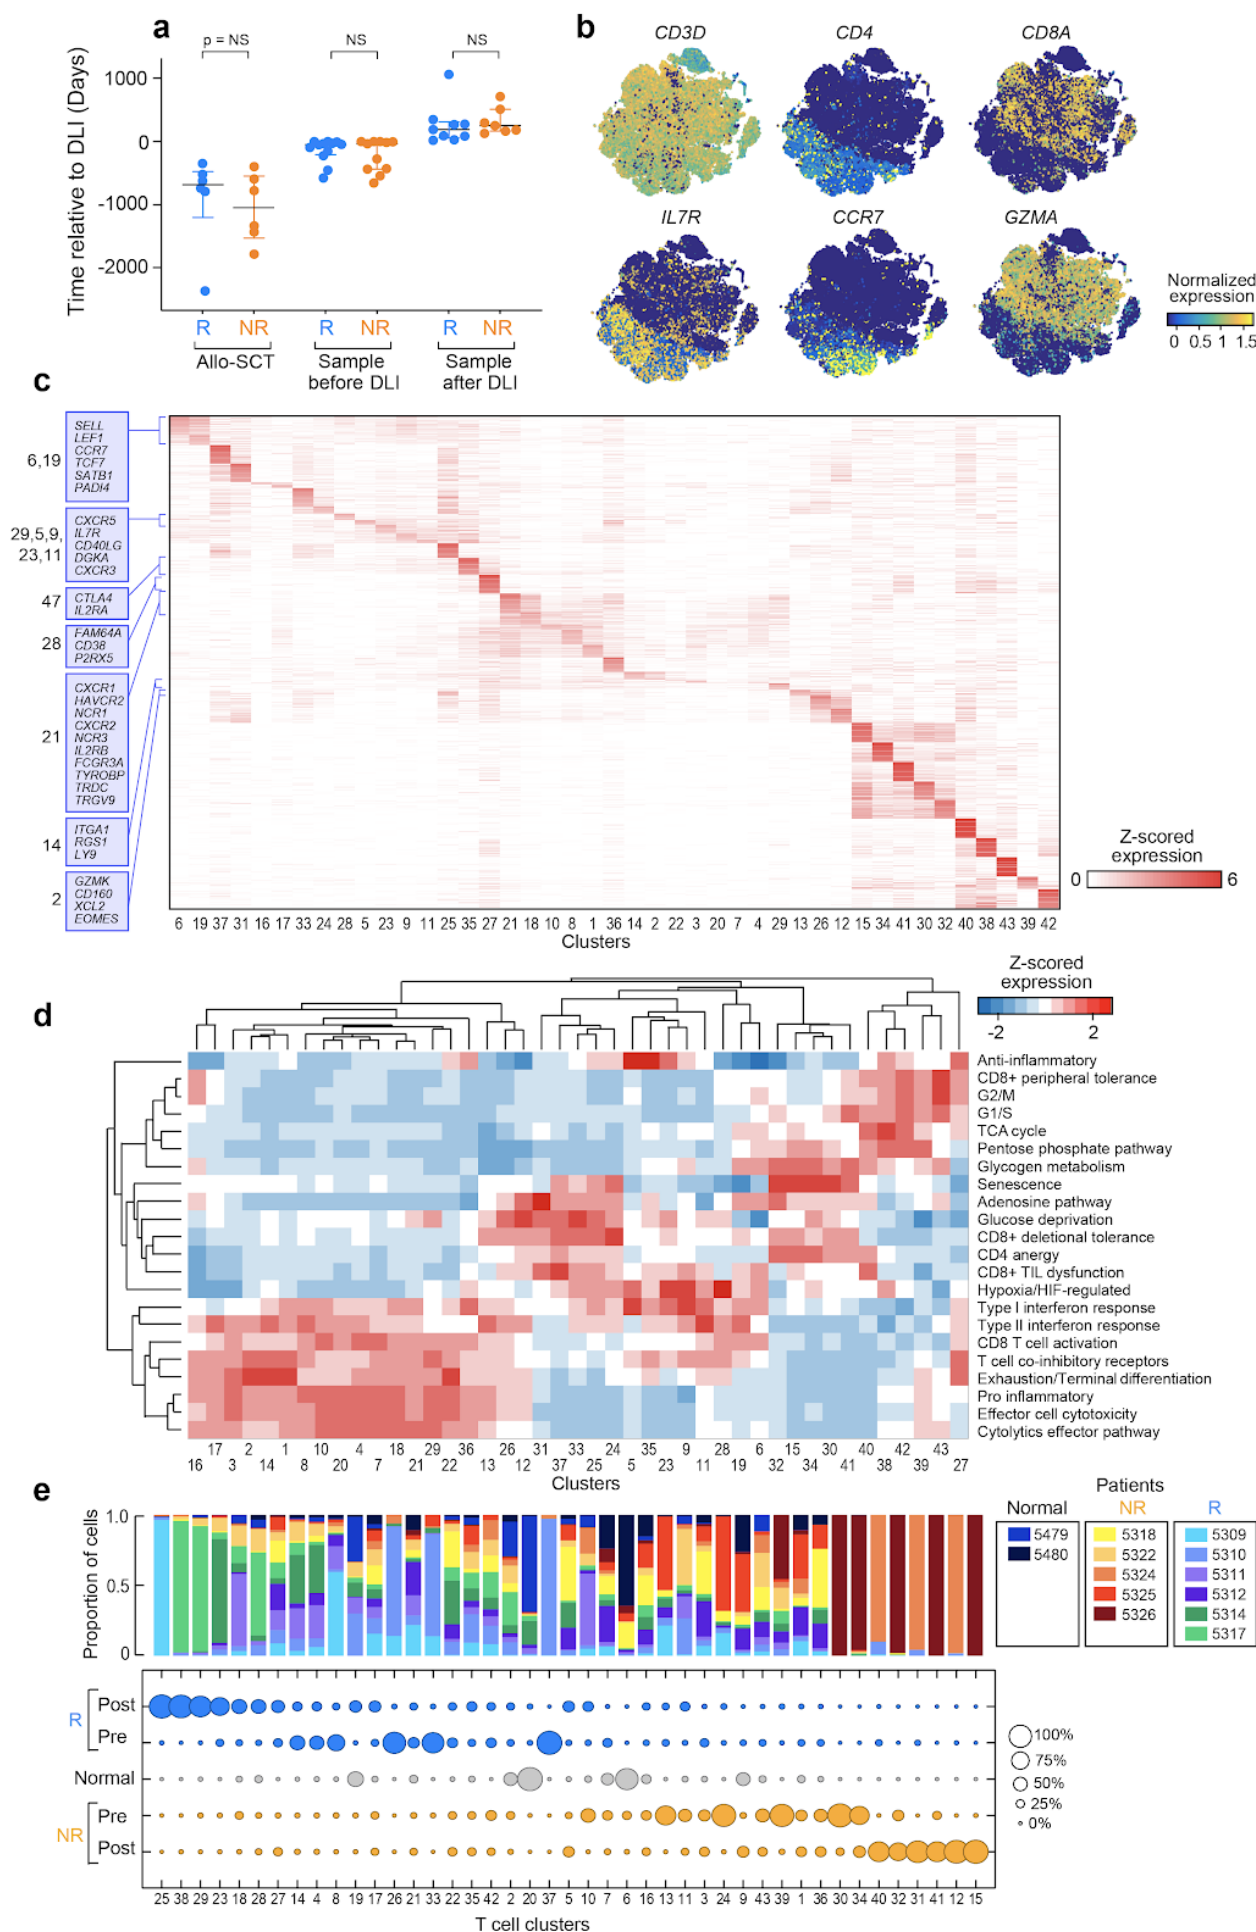 a
p = NS
NS
NS
Time relative to DLI (Days)
1000
0
-1000
-2000
R
NR
R
NR
R
NR
Allo-SCT
Sample
before DLI
Sample
after DLI
b
CD3D
CD4
CD8A
IL7R
CCR7
GZMA
Normalized
expression
0 0.5 1 1.5
c
6,19
SELL
LEF1
CCR7
TCF7
SATB1
PADI4
29,5,9,
23,11
CXCR5
IL7R
CD40LG
DGKA
CXCR3
47
CTLA4
IL2RA
28
FAM64A
CD38
P2RX5
21
CXCR1
HAVCR2
NCR1
CXCR2
NCR3
IL2RB
FCGR3A
TYROBP
TRDC
TRGV9
14
ITGA1
RGS1
LY9
2
GZMK
CD160
XCL2
EOMES
Z-scored
expression
0
6
6 19 37 31 16 17 33 24 28 5 23 9 11 25 35 27 21 18 10 8 1 36 14 2 22 3 20 7 4 29 13 26 12 15 34 41 30 32 40 38 43 39 42
Clusters
d
Z-scored
expression
-2 2
Anti-inflammatory
CD8+ peripheral tolerance
G2/M
G1/S
TCA cycle
Pentose phosphate pathway
Glycogen metabolism
Senescence
Adenosine pathway
Glucose deprivation
CD8+ deletional tolerance
CD4 anergy
CD8+ TIL dysfunction
Hypoxia/HIF-regulated
Type I interferon response
Type II interferon response
CD8 T cell activation
T cell co-inhibitory receptors
Exhaustion/Terminal differentiation
Pro inflammatory
Effector cell cytotoxicity
Cytolytics effector pathway
17 2 1 10 4 18 29 36 26 31 33 24 35 9 28 6 15 30 40 42 43
16 3 14 8 20 7 21 22 13 12 37 25 5 23 11 19 32 34 41 38 39 27
Clusters
e
Proportion of cells
1.0
0.5
0
Patients
Normal
NR
R
5479
5480
5318
5322
5324
5325
5326
5309
5310
5311
5312
5314
5317
R
Post
Pre
Normal
NR
Pre
Post
100%
75%
50%
25%
0%
25 38 29 23 18 28 27 14 4 8 19 17 26 21 33 22 35 42 2 20 37 5 10 7 6 16 13 11 3 24 9 43 39 1 36 30 34 40 32 31 41 12 15
T cell clusters